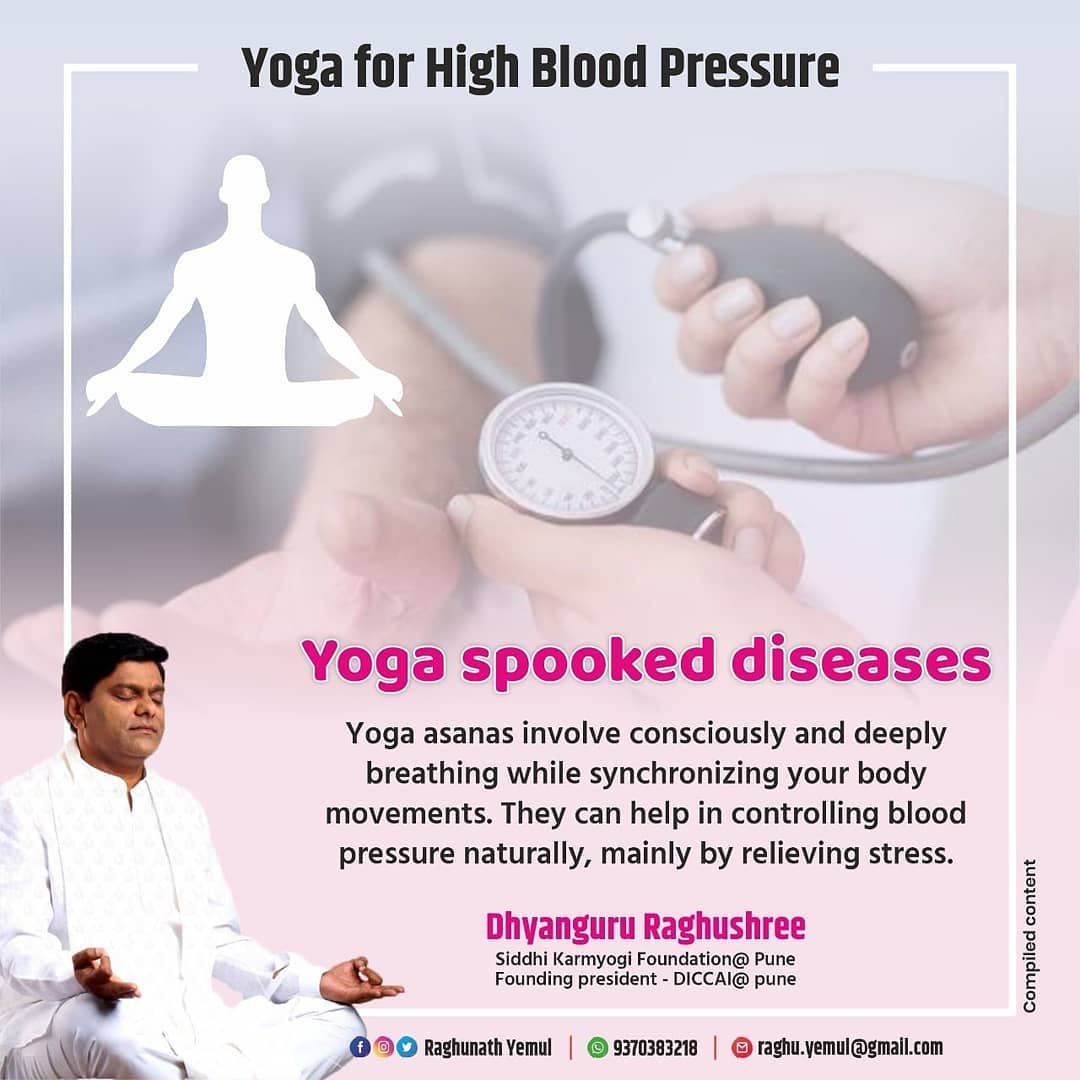 Yoga for High Blood Pressure
Yoga spooked diseases
Yoga asanas involve consciously and deeply
breathing while synchronizing your body
movements. They can help in controlling blood
pressure naturally, mainly by relieving stress.
Dhyanguru Raghushree
Siddhi Karmyogi Foundation@ Pune
Founding president - DICCAI@ pune
Compiled content
Raghunath Yemul | 9370383218 | raghu.yemul@gmail.com